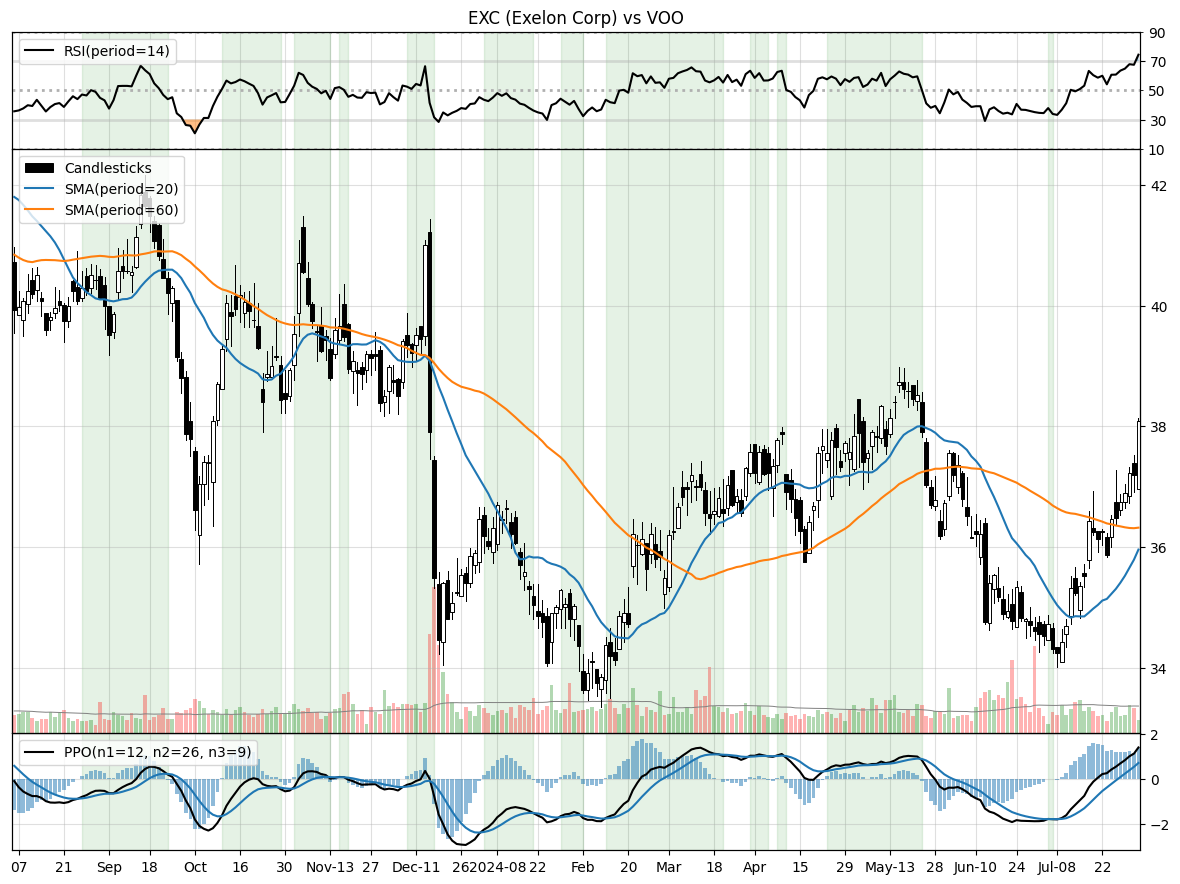 EXC (Exelon Corp) vs VOO
RSI(period=14)
90
70
50
30
10
Candlesticks
SMA(period=20)
SMA(period=60)
42
40
38
36
34
PPO(n1=12, n2=26, n3=9)
2
0
−2
07 21 Sep 18 Oct 16 30 Nov-13 27 Dec-11 26 2024-08 22 Feb 20 Mar 18 Apr 15 29 May-13 28 Jun-10 24 Jul-08 22